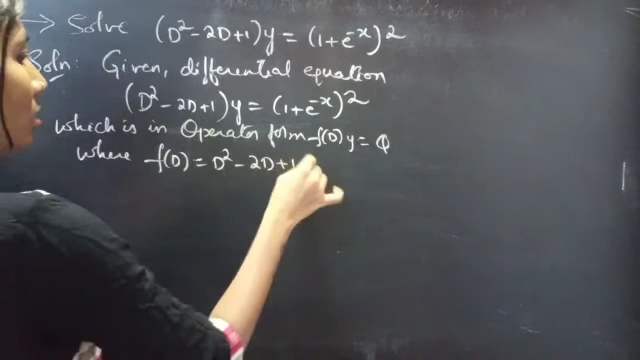 → Solve (D² - 2D + 1) y = (1 + e⁻ˣ)²
Soln: Given, differential equation
(D² - 2D + 1) y = (1 + e⁻ˣ)²
which is in Operator form f(D) y = Q
where f(D) = D² - 2D + 1